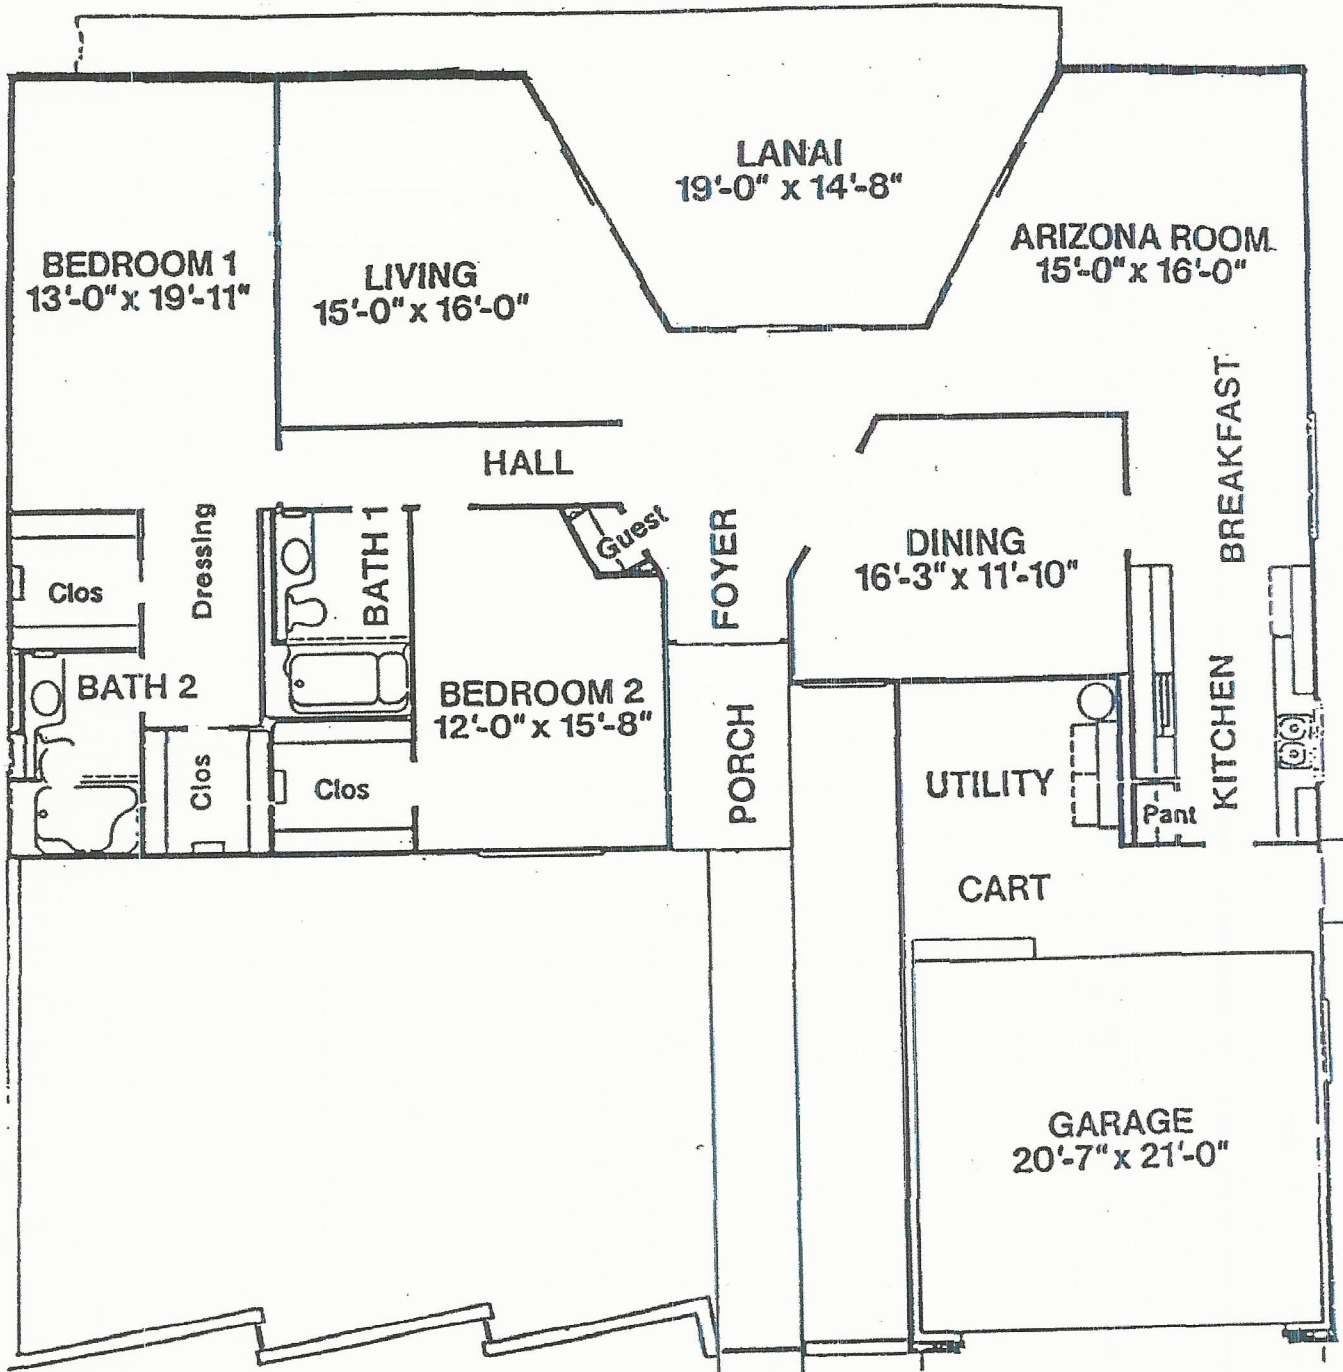 LANAI
19'-0" x 14'-8"
ARIZONA ROOM
15'-0" x 16'-0"
BEDROOM 1
13'-0" x 19'-11"
LIVING
15'-0" x 16'-0"
BREAKFAST
HALL
Guest
FOYER
DINING
16'-3" x 11'-10"
Dressing
BATH 1
Clos
BATH 2
BEDROOM 2
12'-0" x 15'-8"
PORCH
KITCHEN
Clos
Clos
UTILITY
Pant
CART
GARAGE
20'-7" x 21'-0"